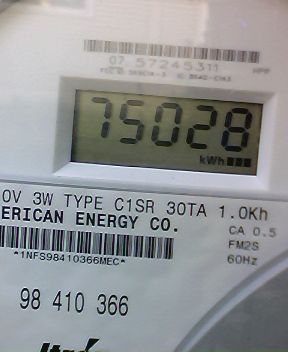 07 57245311
75028
kWh
0V 3W TYPE C1SR 30TA 1.0Kh
ERICAN ENERGY CO.
CA 0.5
FM2S
*1NFS98410366MEC*
60Hz
98 410 366